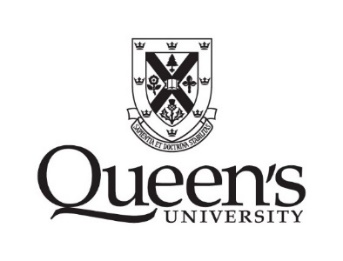 SAPIENTIA ET DOCTRINA STABILITAS
Queen's
UNIVERSITY